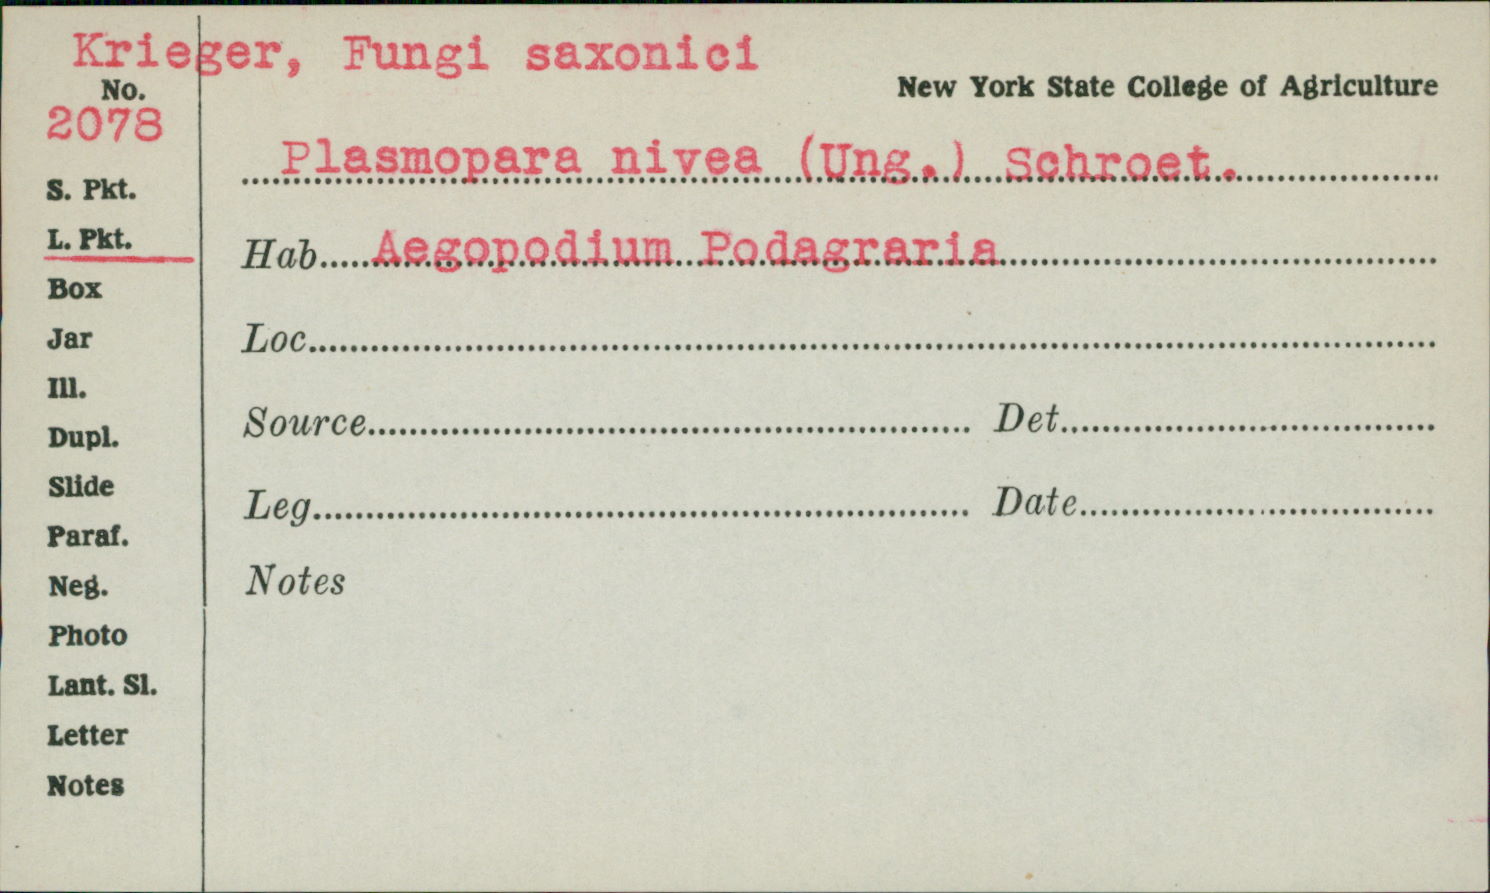 Krieger, Fungi saxonici
New York State College of Agriculture
No.
2078
Plasmopara nivea (Ung.) Schroet.
S. Pkt.
L. Pkt.
Hab.....Aegopodium Podagraria
Box
Jar
Loc.
Ill.
Dupl.
Source Det.
Slide
Leg. Date
Paraf.
Neg.
Notes
Photo
Lant. Sl.
Letter
Notes